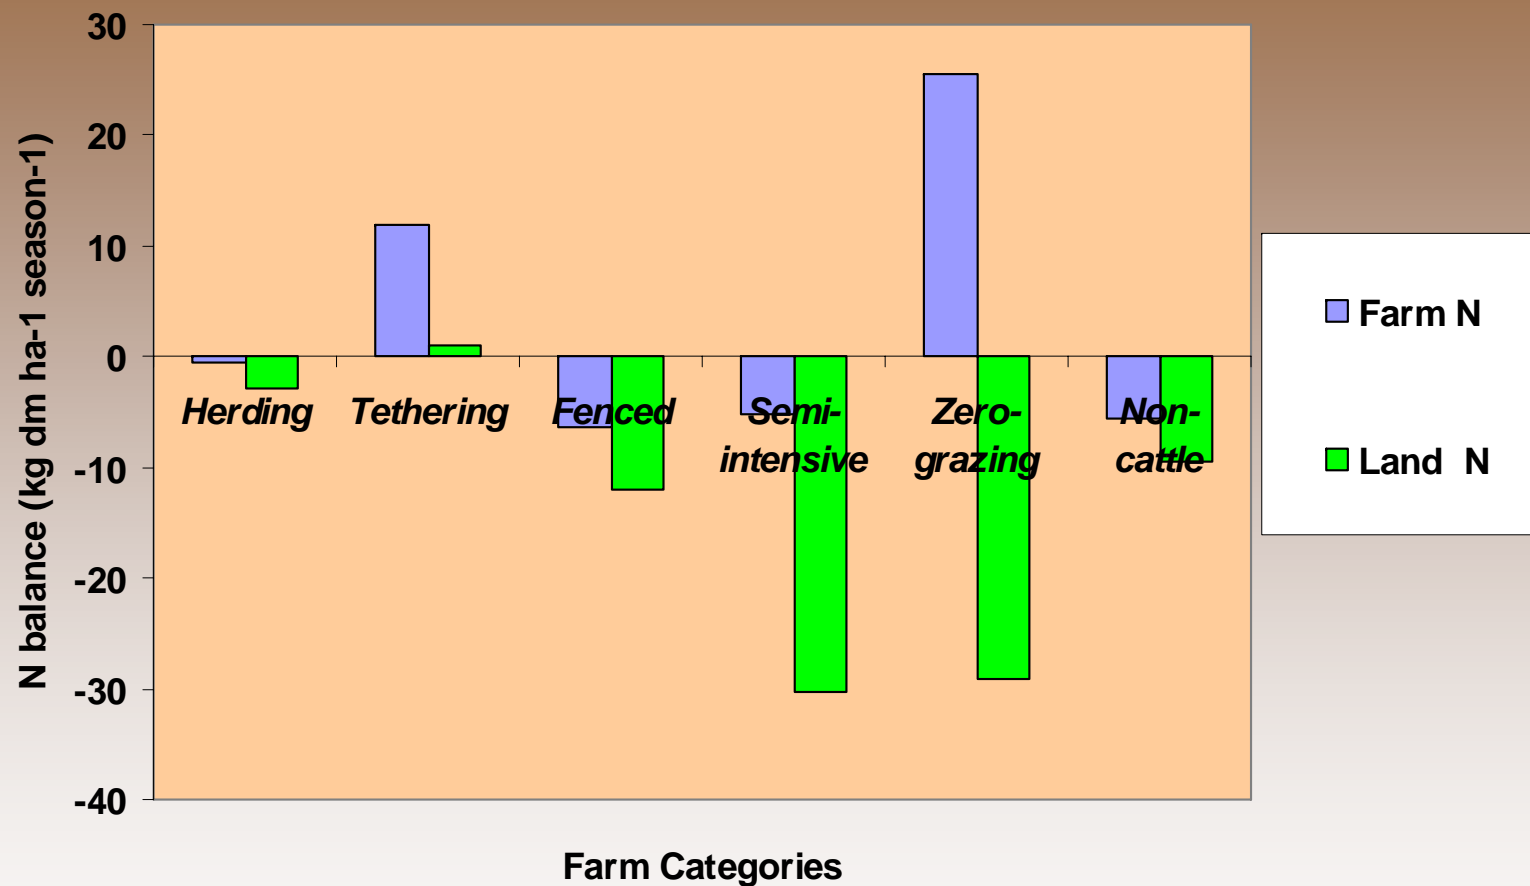 30
20
10
0
-10
-20
-30
-40
N balance (kg dm ha-1 season-1)
Herding
Tethering
Fenced
Semi-
intensive
Zero-
grazing
Non-
cattle
Farm N
Land  N
Farm Categories